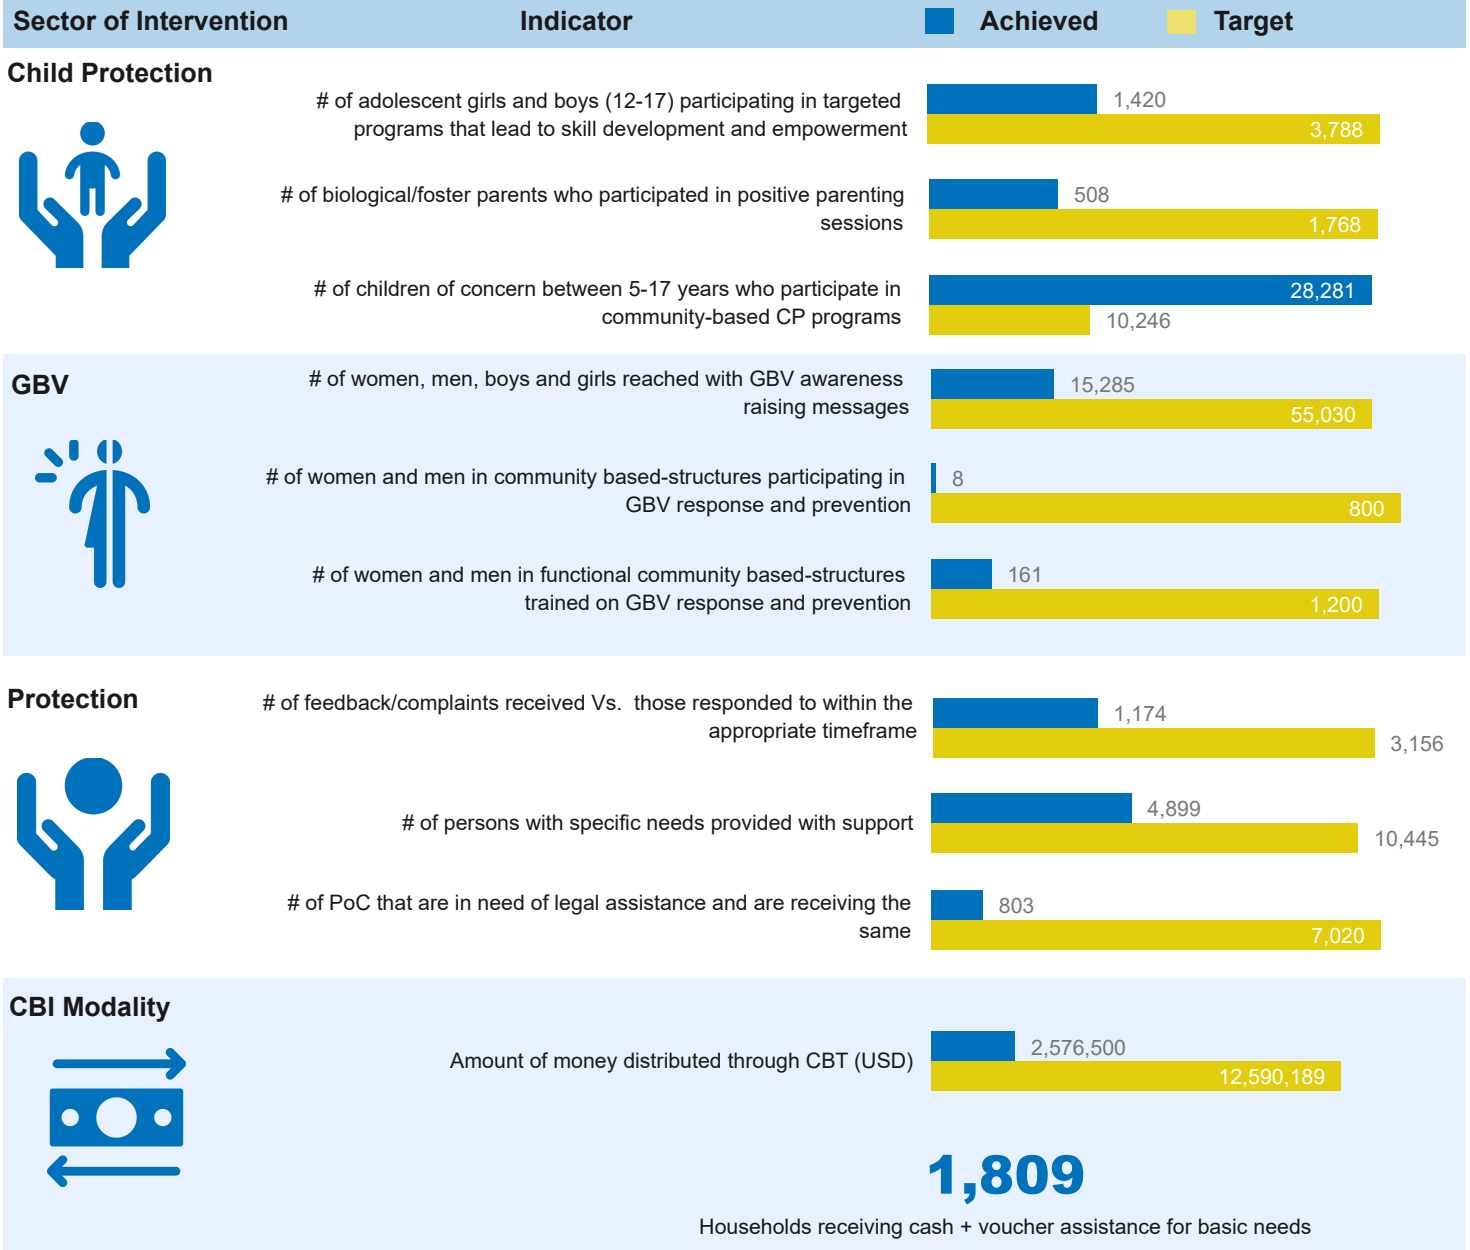 Sector of Intervention Indicator Achieved Target
Child Protection
# of adolescent girls and boys (12-17) participating in targeted
programs that lead to skill development and empowerment
1,420
3,788
# of biological/foster parents who participated in positive parenting
sessions
508
1,768
# of children of concern between 5-17 years who participate in
community-based CP programs
28,281
10,246
GBV
# of women, men, boys and girls reached with GBV awareness
raising messages
15,285
55,030
# of women and men in community based-structures participating in
GBV response and prevention
8
800
# of women and men in functional community based-structures
trained on GBV response and prevention
161
1,200
Protection
# of feedback/complaints received Vs. those responded to within the
appropriate timeframe
1,174
3,156
# of persons with specific needs provided with support
4,899
10,445
# of PoC that are in need of legal assistance and are receiving the
same
803
7,020
CBI Modality
Amount of money distributed through CBT (USD)
2,576,500
12,590,189
1,809
Households receiving cash + voucher assistance for basic needs